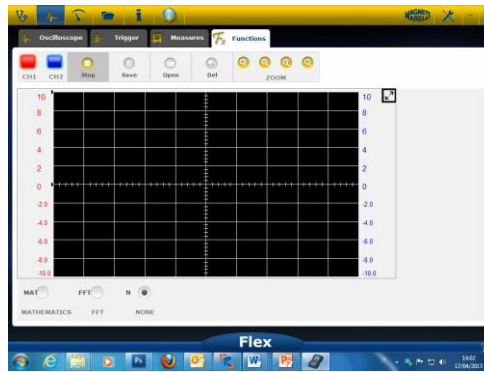 MAGNETI MARELLI
Oscilloscope Trigger Measures Functions
CH1 CH2 Stop Save Open Del ZOOM
10 10
8 8
6 6
4 4
2 2
0 0
-2.0 -2.0
-4.0 -4.0
-6.0 -6.0
-8.0 -8.0
-10.0 -10.0
MAT FFT N
MATHEMATICS FFT NONE
Flex
14:02
17/04/2013